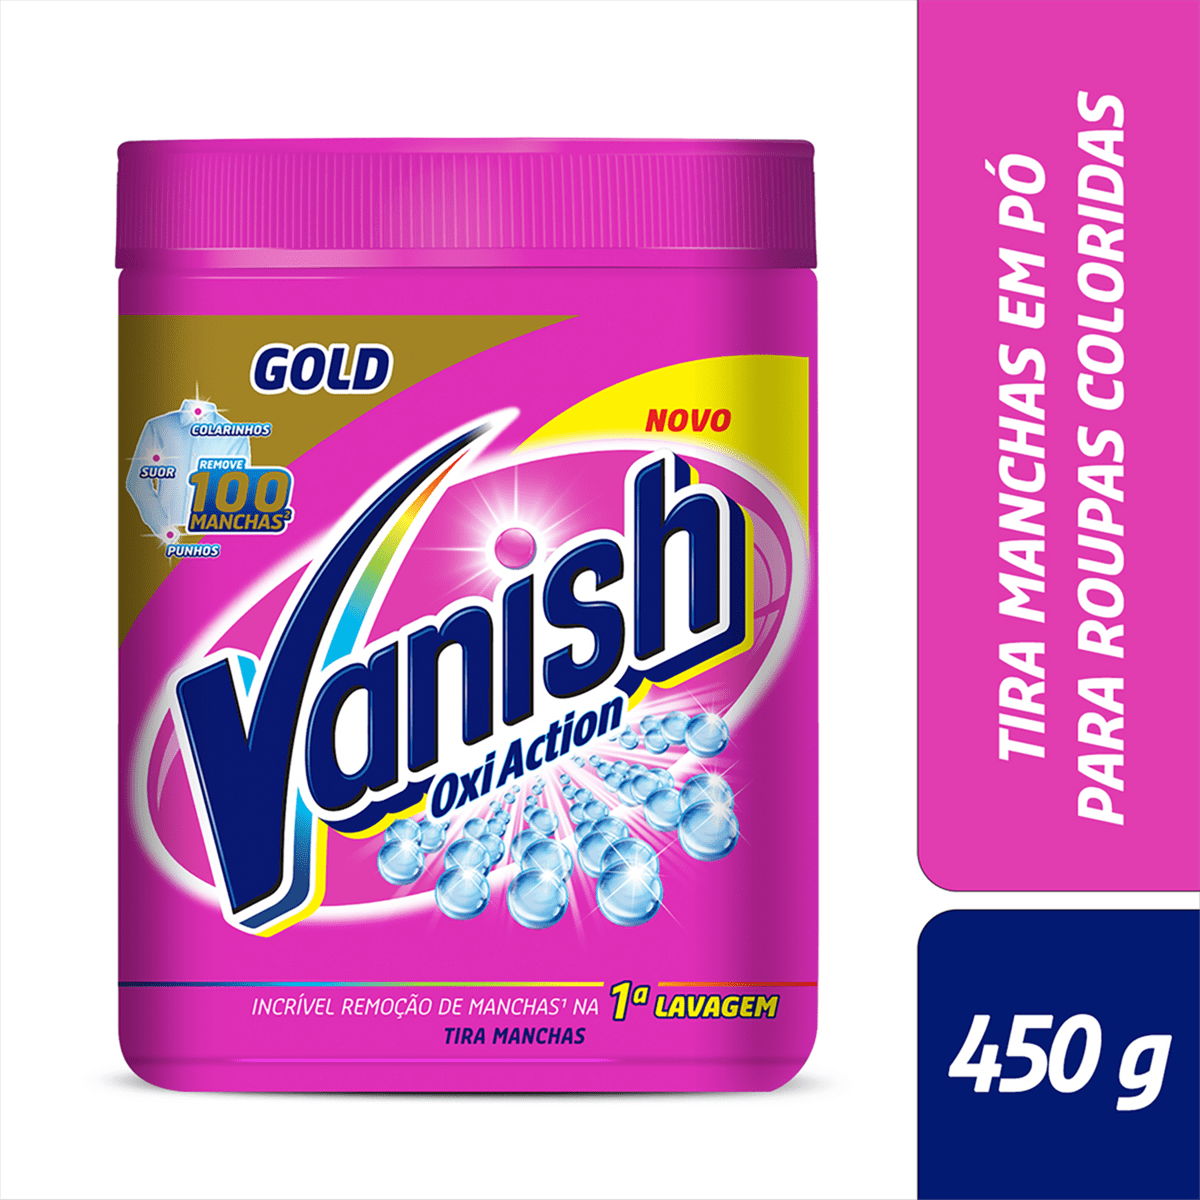 GOLD
NOVO
COLARINHOS
SUOR
REMOVE
100
MANCHAS²
PUNHOS
Vanish
Oxi Action
INCRÍVEL REMOÇÃO DE MANCHAS¹ NA 1ª LAVAGEM
TIRA MANCHAS
TIRA MANCHAS EM PÓ
PARA ROUPAS COLORIDAS
450 g